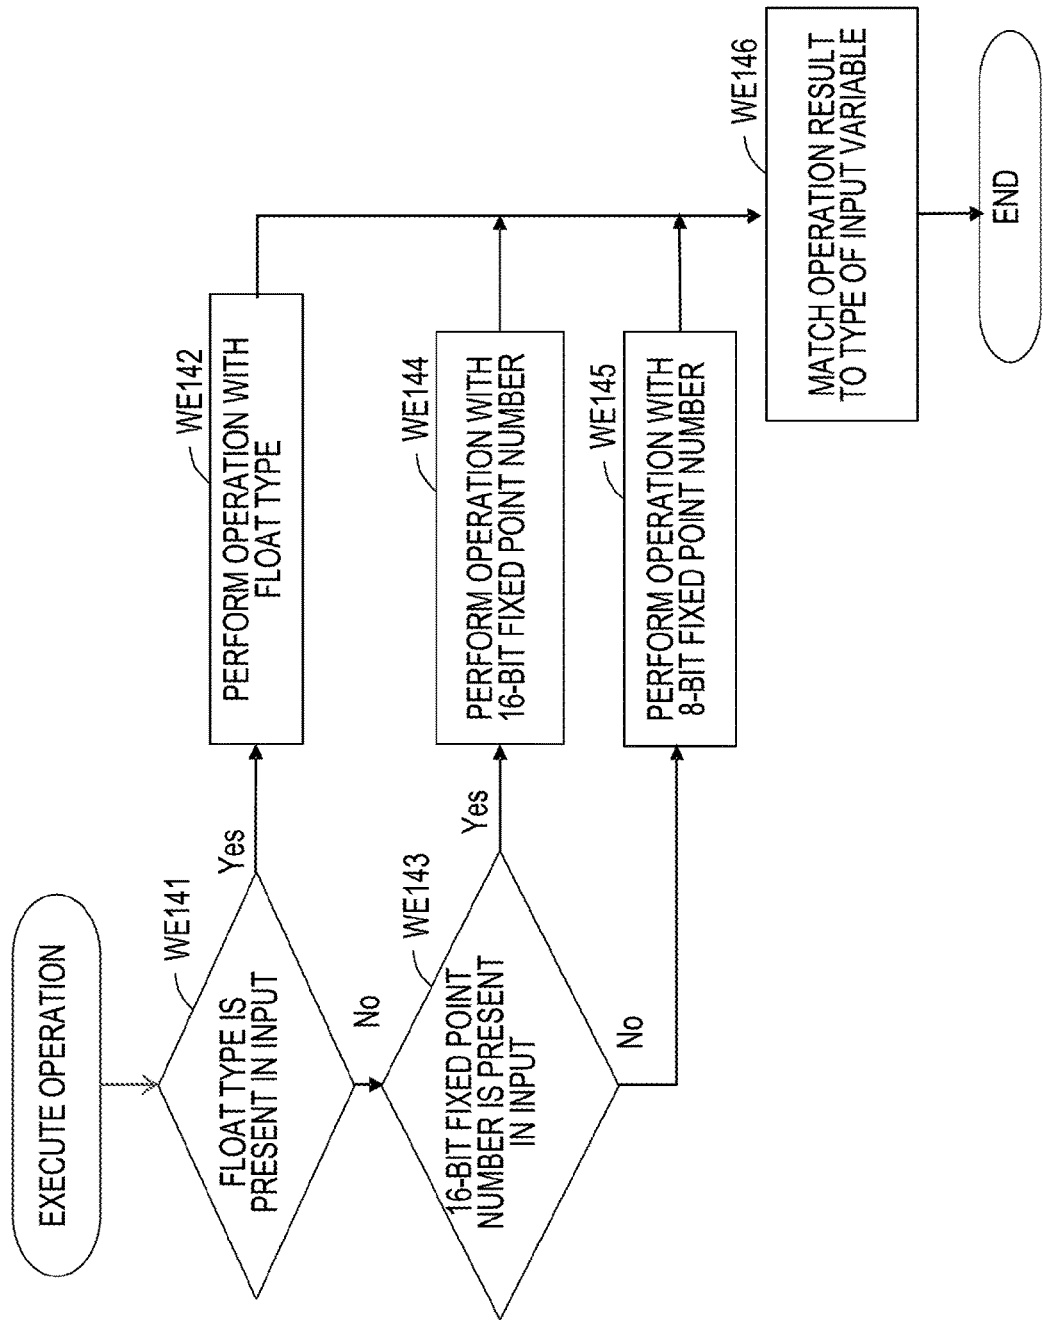 EXECUTE OPERATION
WE141
FLOAT TYPE IS
PRESENT IN INPUT
Yes
No
WE142
PERFORM OPERATION WITH
FLOAT TYPE
WE143
16-BIT FIXED POINT
NUMBER IS PRESENT
IN INPUT
Yes
No
WE144
PERFORM OPERATION WITH
16-BIT FIXED POINT NUMBER
WE145
PERFORM OPERATION WITH
8-BIT FIXED POINT NUMBER
WE146
MATCH OPERATION RESULT
TO TYPE OF INPUT VARIABLE
END